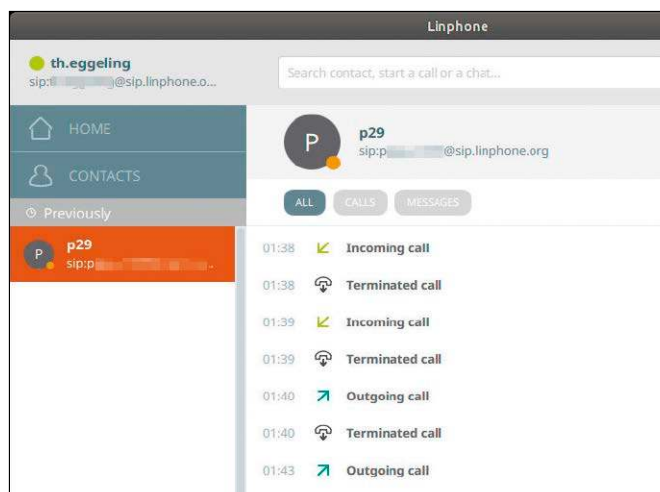 Linphone
th.eggeling
@sip.linphone.o...
Search contact, start a call or a chat...
HOME
CONTACTS
Previously
P
p29
sip:p
P
p29
sip:p @sip.linphone.org
ALL CALLS MESSAGES
01:38 Incoming call
01:38 Terminated call
01:39 Incoming call
01:39 Terminated call
01:40 Outgoing call
01:40 Terminated call
01:43 Outgoing call